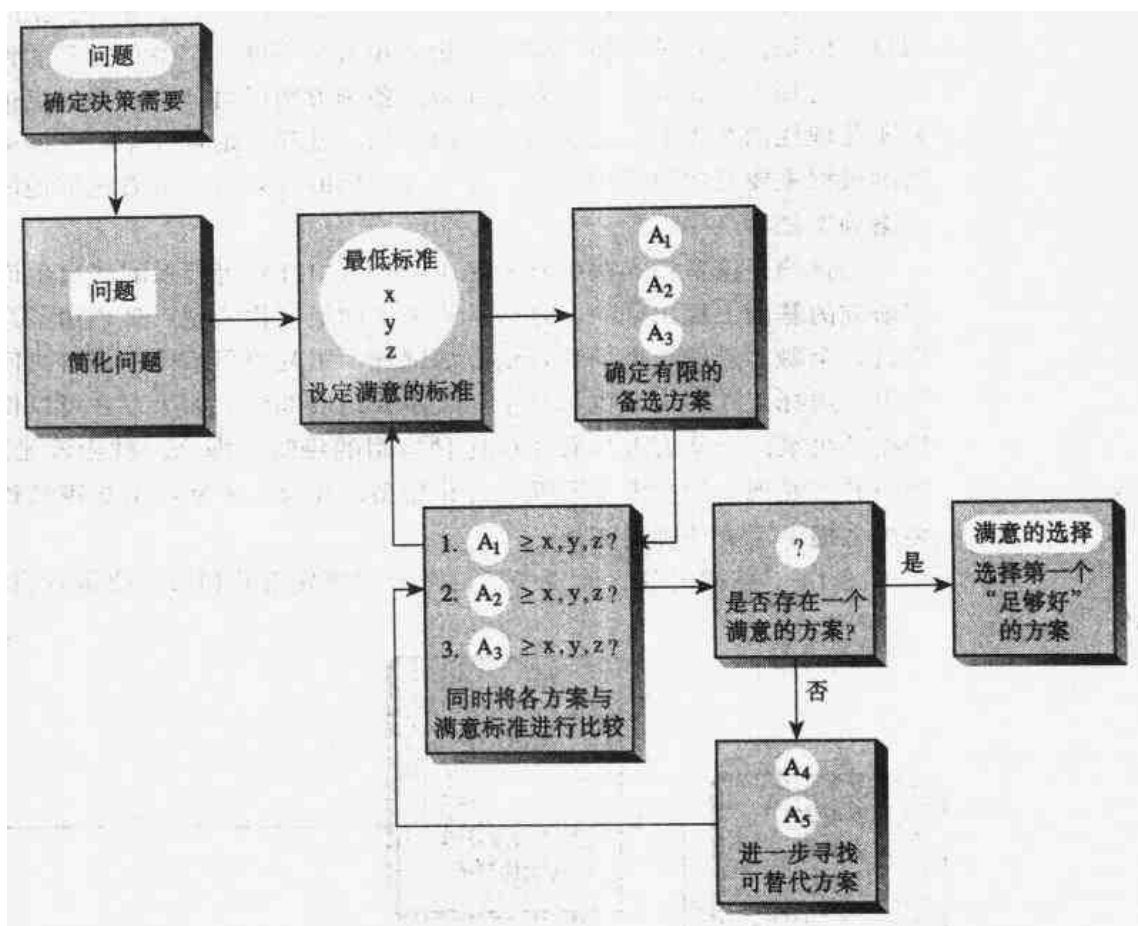 问题
确定决策需要
问题
简化问题
最低标准
x
y
z
设定满意的标准
A₁
A₂
A₃
确定有限的
备选方案
1. A₁ ≥ x,y,z?
2. A₂ ≥ x,y,z?
3. A₃ ≥ x,y,z?
同时将各方案与
满意标准进行比较
?
是否存在一个
满意的方案?
是
满意的选择
选择第一个
“足够好”
的方案
否
A₄
A₅
进一步寻找
可替代方案